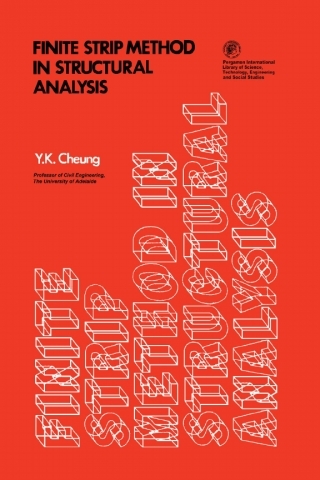 FINITE STRIP METHOD
IN STRUCTURAL
ANALYSIS
Pergamon International
Library of Science,
Technology, Engineering
and Social Studies
Y.K. Cheung
Professor of Civil Engineering,
The University of Adelaide
FINITE
STRIP
METHOD IN
STRUCTURAL
ANALYSIS